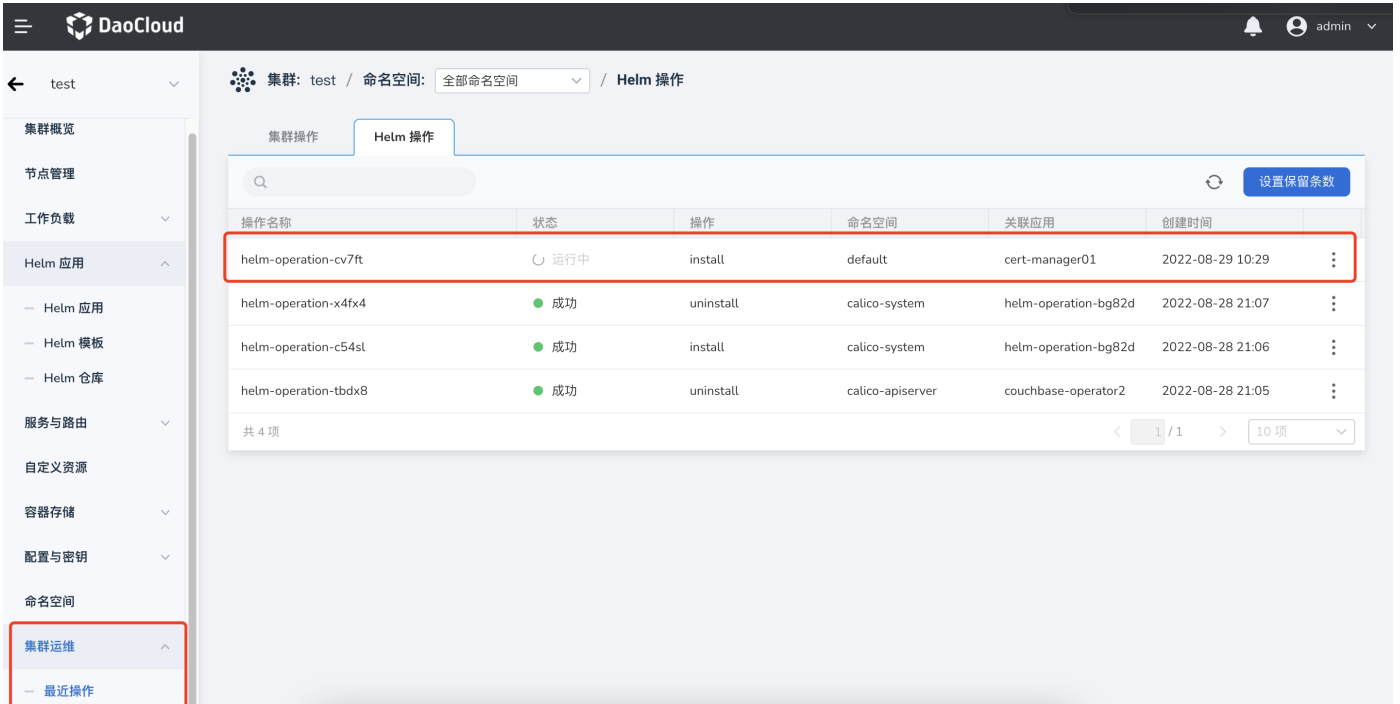 DaoCloud
admin
test
集群: test / 命名空间: 全部命名空间 / Helm 操作
集群概览
节点管理
工作负载
Helm 应用
Helm 应用
Helm 模板
Helm 仓库
服务与路由
自定义资源
容器存储
配置与密钥
命名空间
集群运维
最近操作
集群操作 Helm 操作
设置保留条数
操作名称 状态 操作 命名空间 关联应用 创建时间
helm-operation-cv7ft 运行中 install default cert-manager01 2022-08-29 10:29
helm-operation-x4fx4 成功 uninstall calico-system helm-operation-bg82d 2022-08-28 21:07
helm-operation-c54sl 成功 install calico-system helm-operation-bg82d 2022-08-28 21:06
helm-operation-tbdx8 成功 uninstall calico-apiserver couchbase-operator2 2022-08-28 21:05
共 4 项 1 / 1 10 项